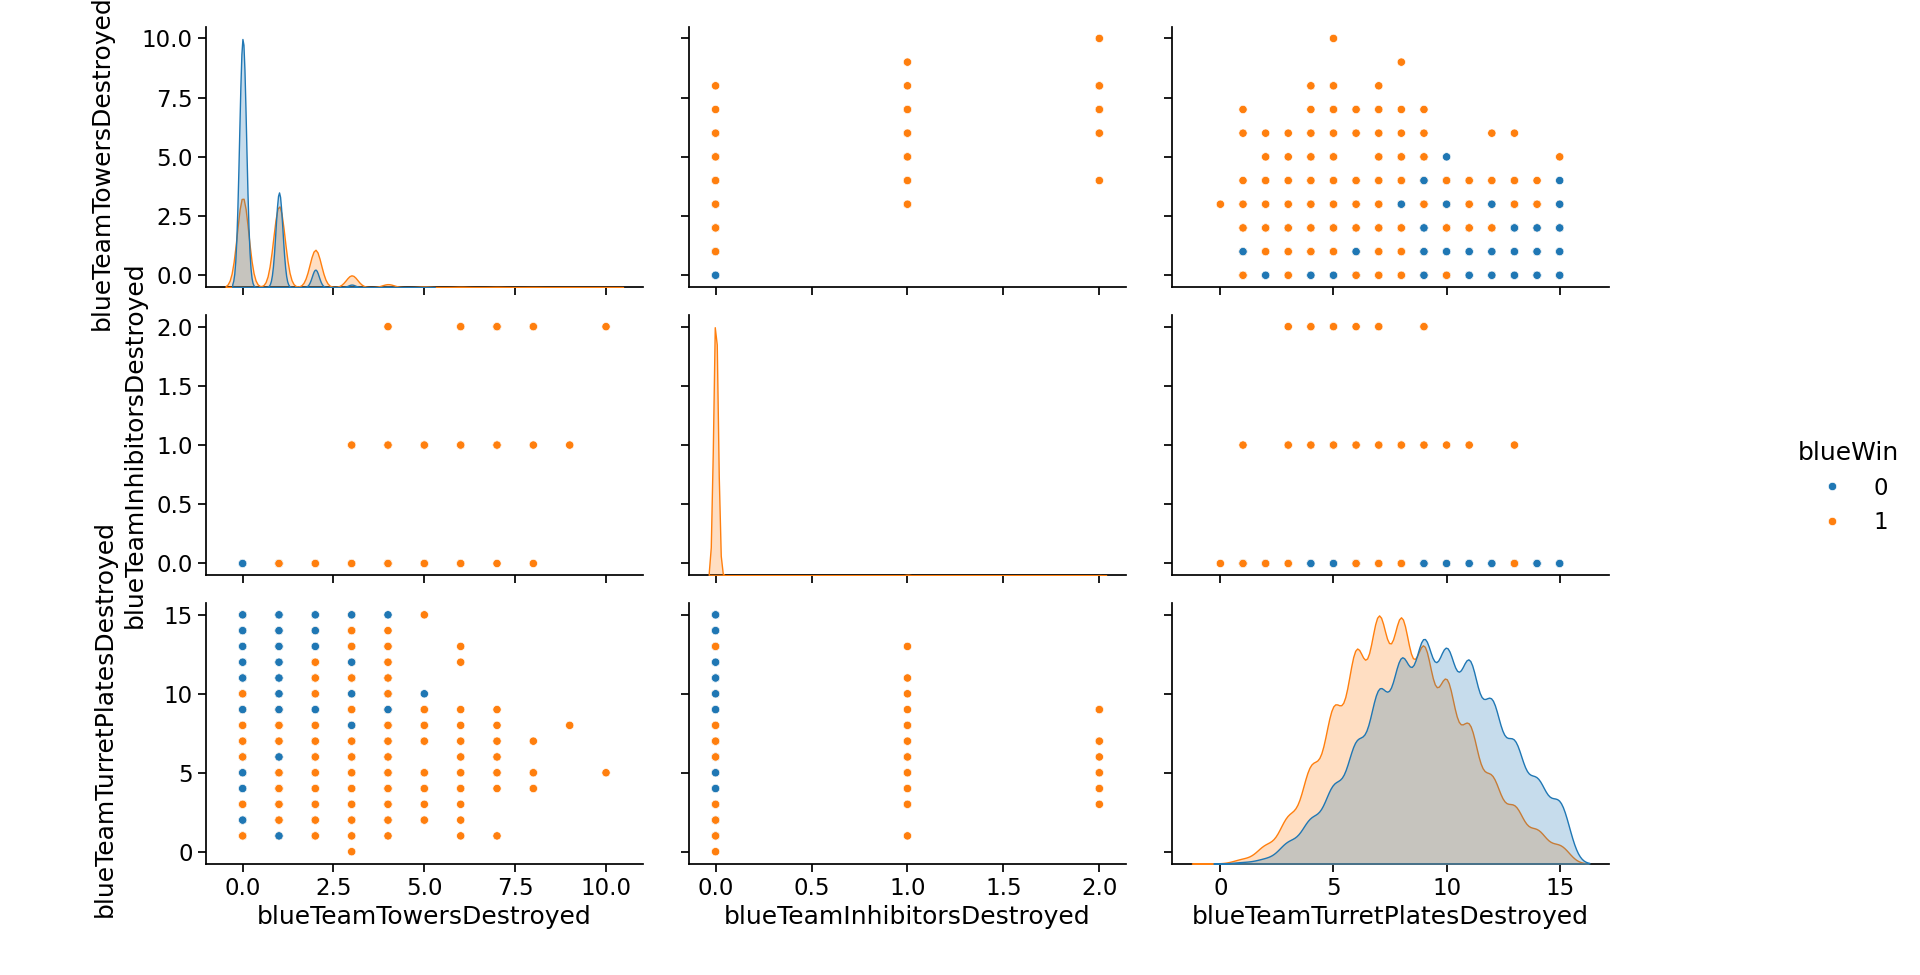 blueTeamTowersDestroyed
10.0
7.5
5.0
2.5
0.0
blueTeamInhibitorsDestroyed
2.0
1.5
1.0
0.5
0.0
blueWin
0
1
blueTeamTurretPlatesDestroyed
15
10
5
0
0.0 2.5 5.0 7.5 10.0
0.0 0.5 1.0 1.5 2.0
0 5 10 15
blueTeamTowersDestroyed
blueTeamInhibitorsDestroyed
blueTeamTurretPlatesDestroyed